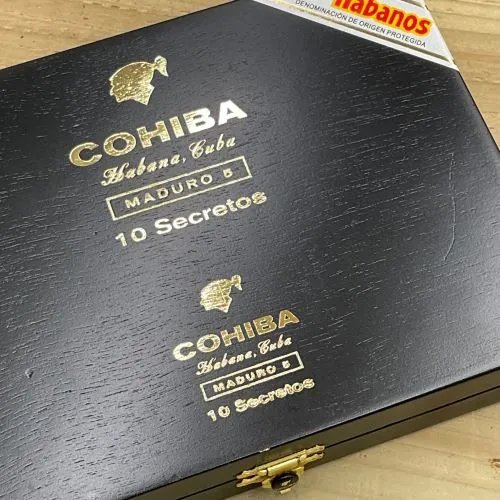 Habanos
DENOMINACIÓN DE ORIGEN PROTEGIDA
COHIBA
Habana, Cuba
MADURO 5
10 Secretos
COHIBA
Habana, Cuba
MADURO 5
10 Secretos